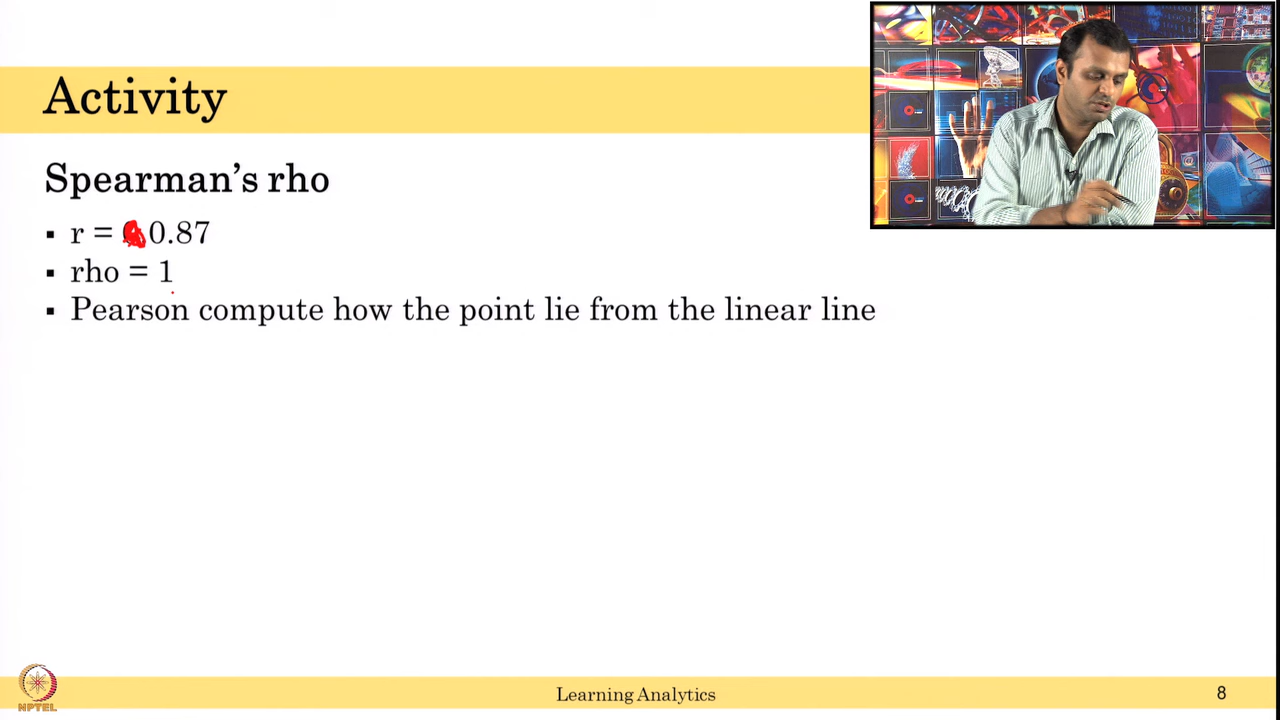 Activity
Spearman's rho
▪ r = 0.87
▪ rho = 1
▪ Pearson compute how the point lie from the linear line
NPTEL
Learning Analytics
8